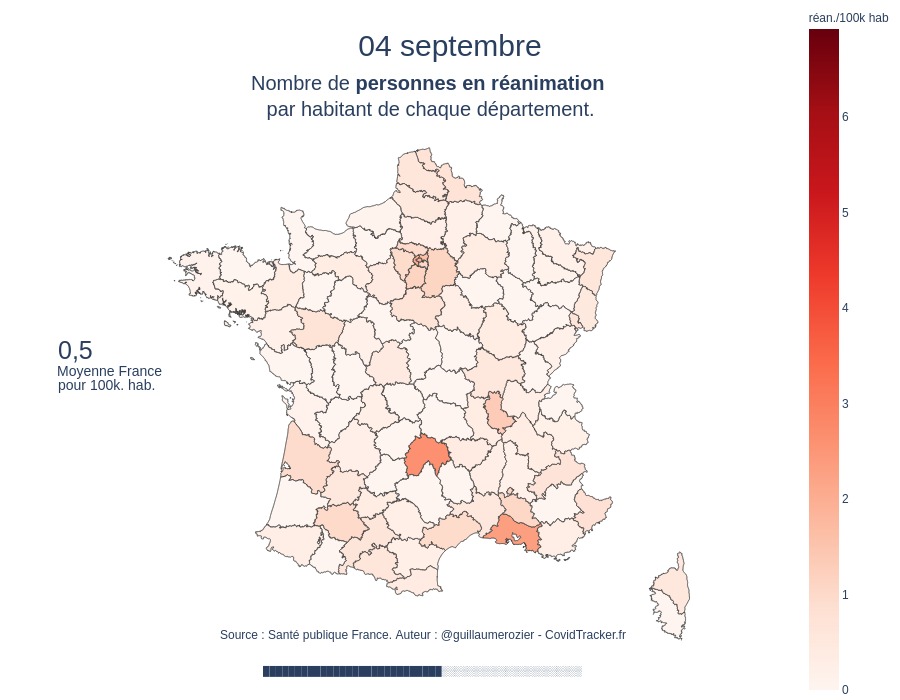 réan./100k hab
04 septembre
Nombre de personnes en réanimation
par habitant de chaque département.
6
5
4
3
2
1
0
0,5
Moyenne France
pour 100k. hab.
Source : Santé publique France. Auteur : @guillaumerozier - CovidTracker.fr